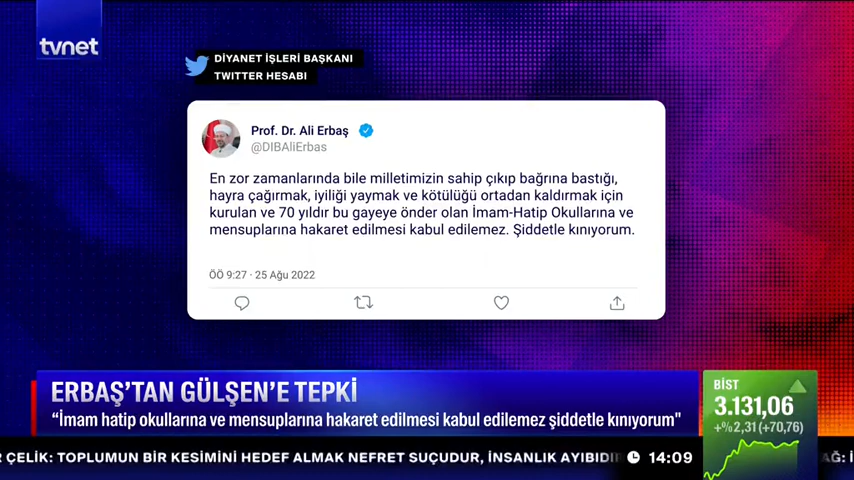 tvnet
DİYANET İŞLERİ BAŞKANI
TWITTER HESABI
Prof. Dr. Ali Erbaş
@DIBAliErbas
En zor zamanlarında bile milletimizin sahip çıkıp bağrına bastığı,
hayra çağırmak, iyiliği yaymak ve kötülüğü ortadan kaldırmak için
kurulan ve 70 yıldır bu gayeye önder olan İmam-Hatip Okullarına ve
mensuplarına hakaret edilmesi kabul edilemez. Şiddetle kınıyorum.
ÖÖ 9:27 · 25 Ağu 2022
ERBAŞ'TAN GÜLŞEN'E TEPKİ
“İmam hatip okullarına ve mensuplarına hakaret edilmesi kabul edilemez şiddetle kınıyorum"
BİST
3.131,06
+%2,31 (+70,76)
R ÇELİK: TOPLUMUN BİR KESİMİNİ HEDEF ALMAK NEFRET SUÇUDUR, İNSANLIK AYIBIDI
14:09
AĞ: İ